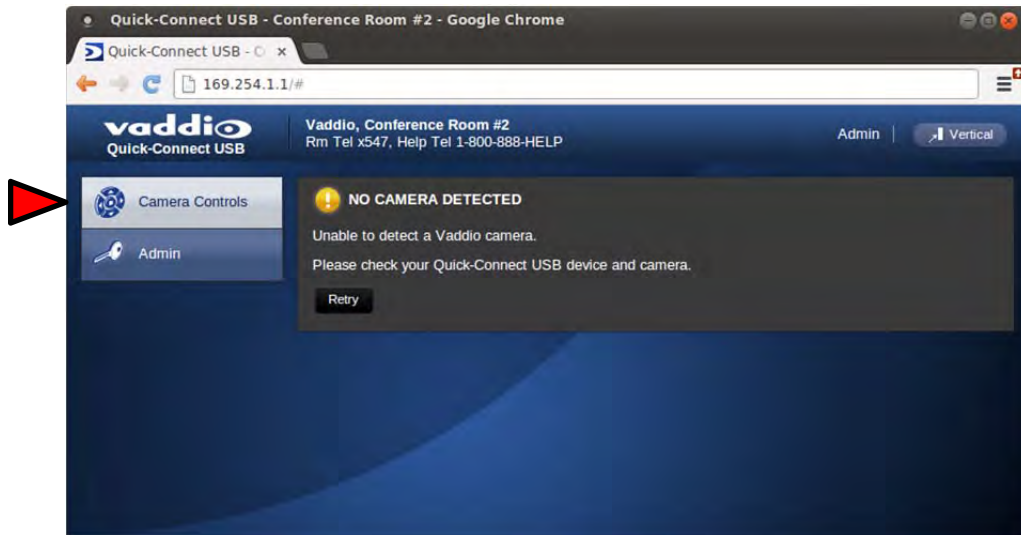 Quick-Connect USB - Conference Room #2 - Google Chrome
Quick-Connect USB - C
169.254.1.1/#
vaddio
Quick-Connect USB
Vaddio, Conference Room #2
Rm Tel x547, Help Tel 1-800-888-HELP
Admin
Vertical
Camera Controls
Admin
NO CAMERA DETECTED
Unable to detect a Vaddio camera.
Please check your Quick-Connect USB device and camera.
Retry